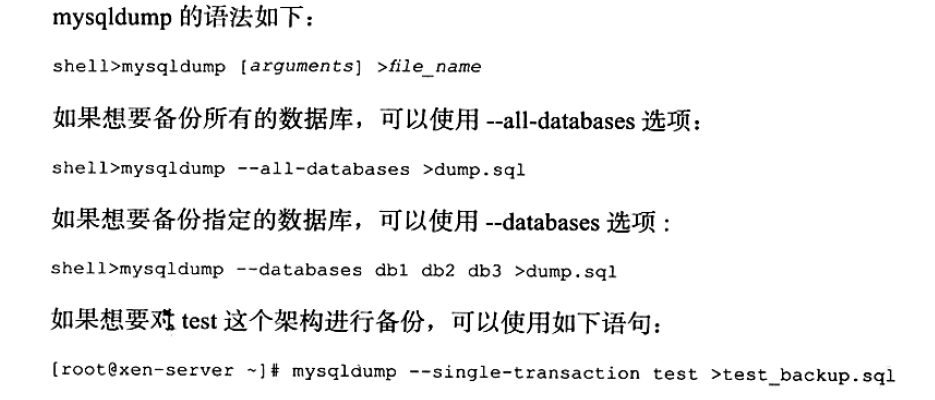 mysqldump 的语法如下：
shell>mysqldump [arguments] >file_name
如果想要备份所有的数据库，可以使用 --all-databases 选项：
shell>mysqldump --all-databases >dump.sql
如果想要备份指定的数据库，可以使用 --databases 选项：
shell>mysqldump --databases db1 db2 db3 >dump.sql
如果想要对 test 这个架构进行备份，可以使用如下语句：
[root@xen-server ~]# mysqldump --single-transaction test >test_backup.sql